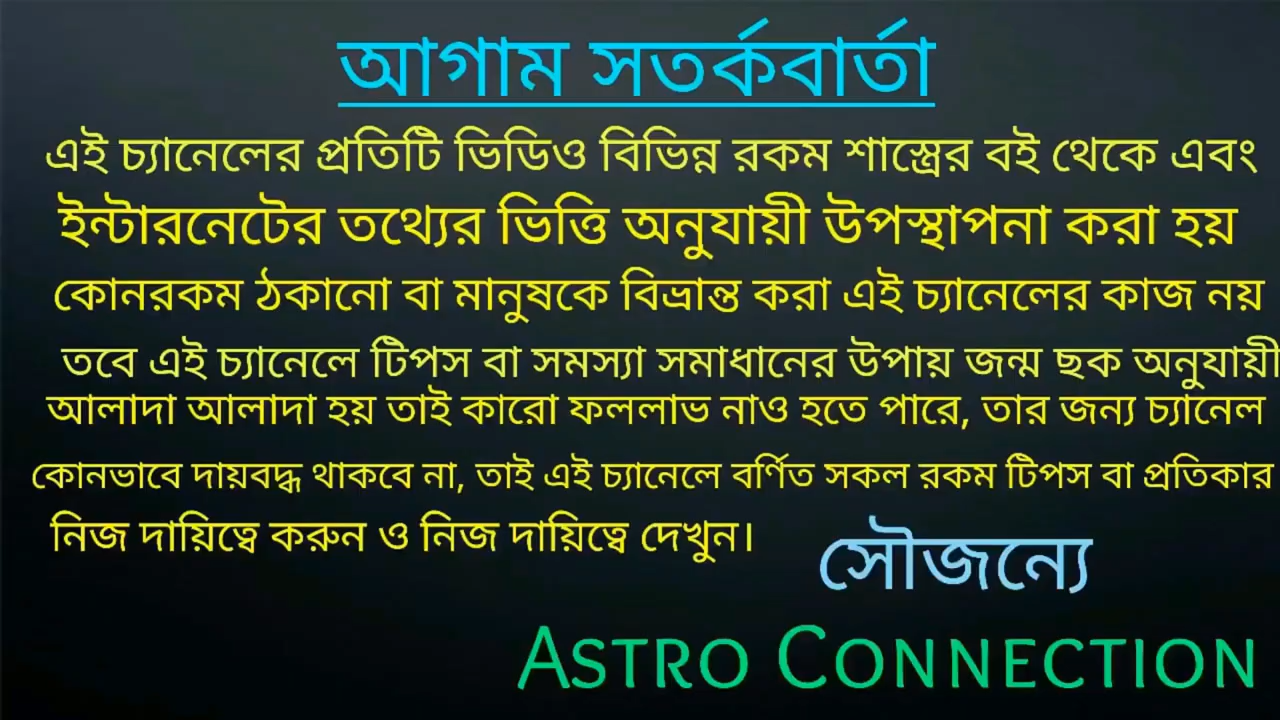 আগাম সতর্কবার্তা
এই চ্যানেলের প্রতিটি ভিডিও বিভিন্ন রকম শাস্ত্রের বই থেকে এবং
ইন্টারনেটের তথ্যের ভিত্তি অনুযায়ী উপস্থাপনা করা হয়
কোনরকম ঠকানো বা মানুষকে বিভ্রান্ত করা এই চ্যানেলের কাজ নয়
তবে এই চ্যানেলে টিপস বা সমস্যা সমাধানের উপায় জন্ম ছক অনুযায়ী
আলাদা আলাদা হয় তাই কারো ফললাভ নাও হতে পারে, তার জন্য চ্যানেল
কোনভাবে দায়বদ্ধ থাকবে না, তাই এই চ্যানেলে বর্ণিত সকল রকম টিপস বা প্রতিকার
নিজ দায়িত্বে করুন ও নিজ দায়িত্বে দেখুন।
সৌজন্যে
ASTRO CONNECTION